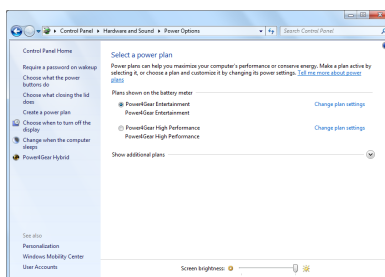 Control Panel ▸ Hardware and Sound ▸ Power Options
Search Control Panel
Control Panel Home
Require a password on wakeup
Choose what the power
buttons do
Choose what closing the lid
does
Create a power plan
Choose when to turn off the
display
Change when the computer
sleeps
Power4Gear Hybrid
See also
Personalization
Windows Mobility Center
User Accounts
Select a power plan
Power plans can help you maximize your computer's performance or conserve energy. Make a plan active by
selecting it, or choose a plan and customize it by changing its power settings. Tell me more about power
plans
Plans shown on the battery meter
Power4Gear Entertainment Change plan settings
Power4Gear Entertainment
Power4Gear High Performance Change plan settings
Power4Gear High Performance
Show additional plans
Screen brightness: